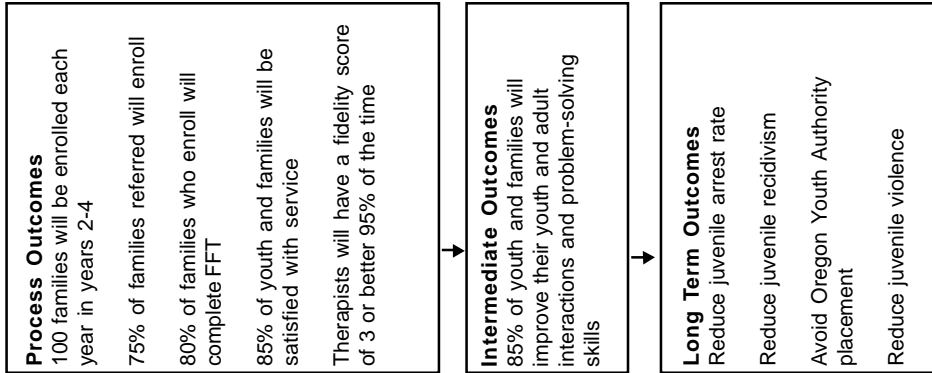 Process Outcomes
100 families will be enrolled each
year in years 2-4
75% of families referred will enroll
80% of families who enroll will
complete FFT
85% of youth and families will be
satisfied with service
Therapists will have a fidelity score
of 3 or better 95% of the time
Intermediate Outcomes
85% of youth and families will
improve their youth and adult
interactions and problem-solving
skills
Long Term Outcomes
Reduce juvenile arrest rate
Reduce juvenile recidivism
Avoid Oregon Youth Authority
placement
Reduce juvenile violence